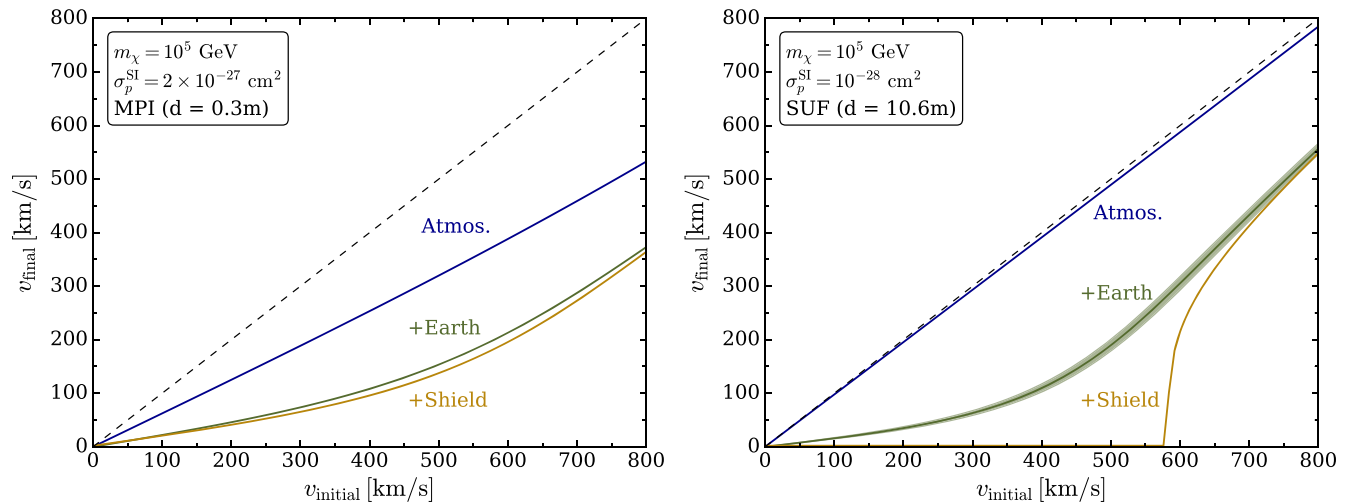 800
700
600
500
400
300
200
100
0
v_final [km/s]
m_χ = 10^5 GeV
σ_p^SI = 2 × 10^−27 cm^2
MPI (d = 0.3m)
Atmos.
+Earth
+Shield
0 100 200 300 400 500 600 700 800
v_initial [km/s]
800
700
600
500
400
300
200
100
0
v_final [km/s]
m_χ = 10^5 GeV
σ_p^SI = 10^−28 cm^2
SUF (d = 10.6m)
Atmos.
+Earth
+Shield
0 100 200 300 400 500 600 700 800
v_initial [km/s]